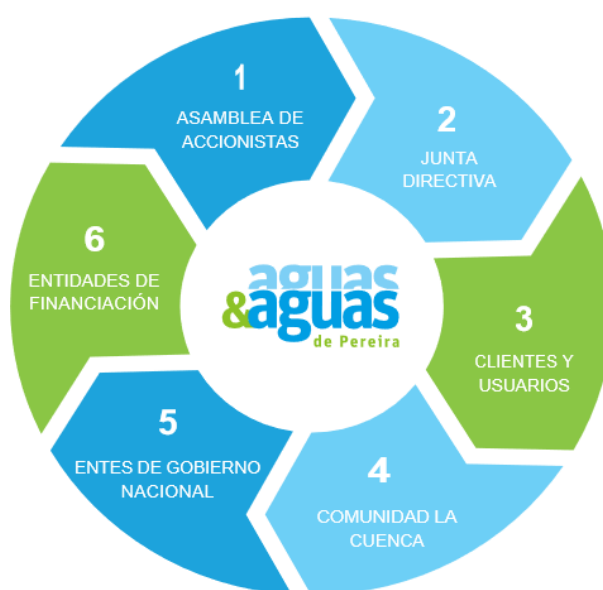 1
ASAMBLEA DE
ACCIONISTAS
2
JUNTA
DIRECTIVA
3
CLIENTES Y
USUARIOS
4
COMUNIDAD LA
CUENCA
5
ENTES DE GOBIERNO
NACIONAL
6
ENTIDADES DE
FINANCIACIÓN
aguas
&aguas
de Pereira